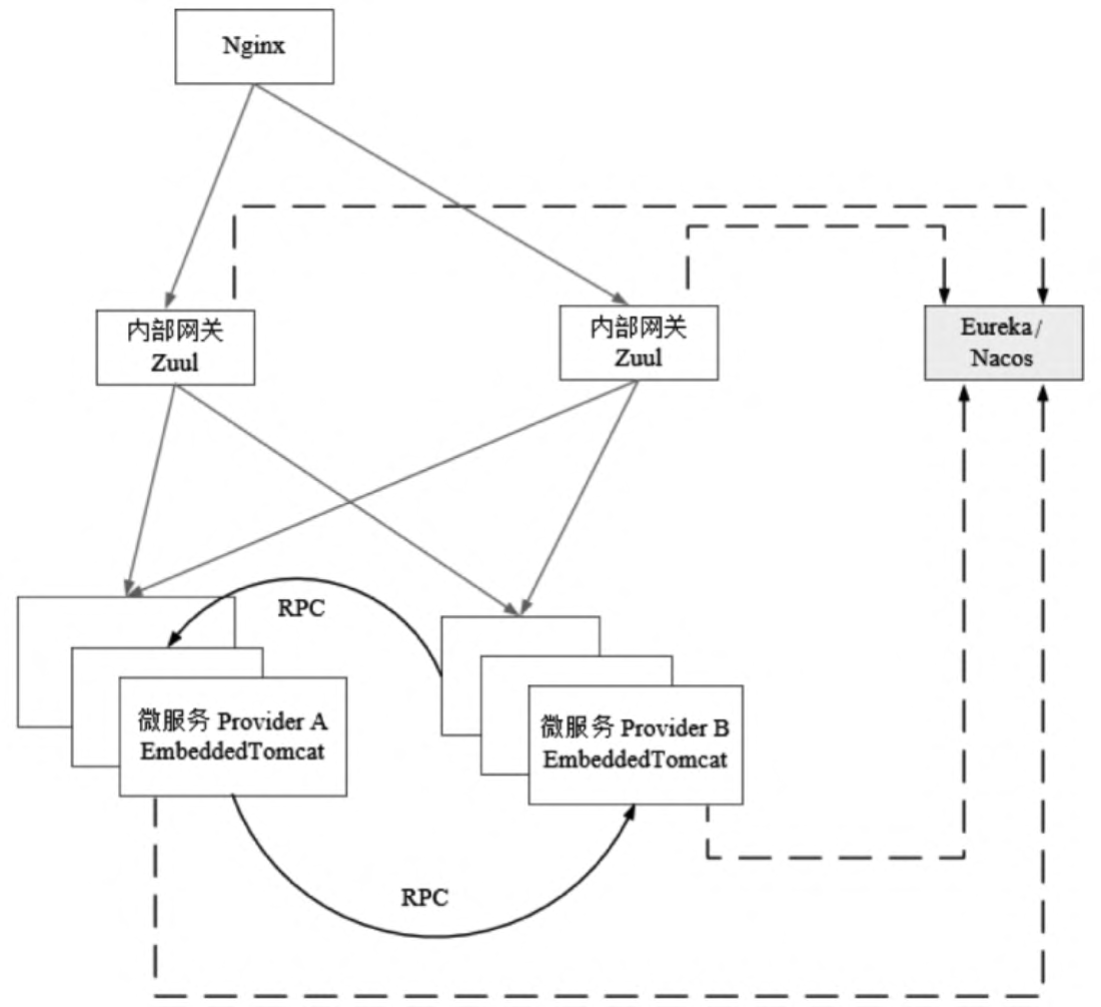 Nginx
内部网关
Zuul
内部网关
Zuul
Eureka/
Nacos
RPC
微服务 Provider A
EmbeddedTomcat
微服务 Provider B
EmbeddedTomcat
RPC